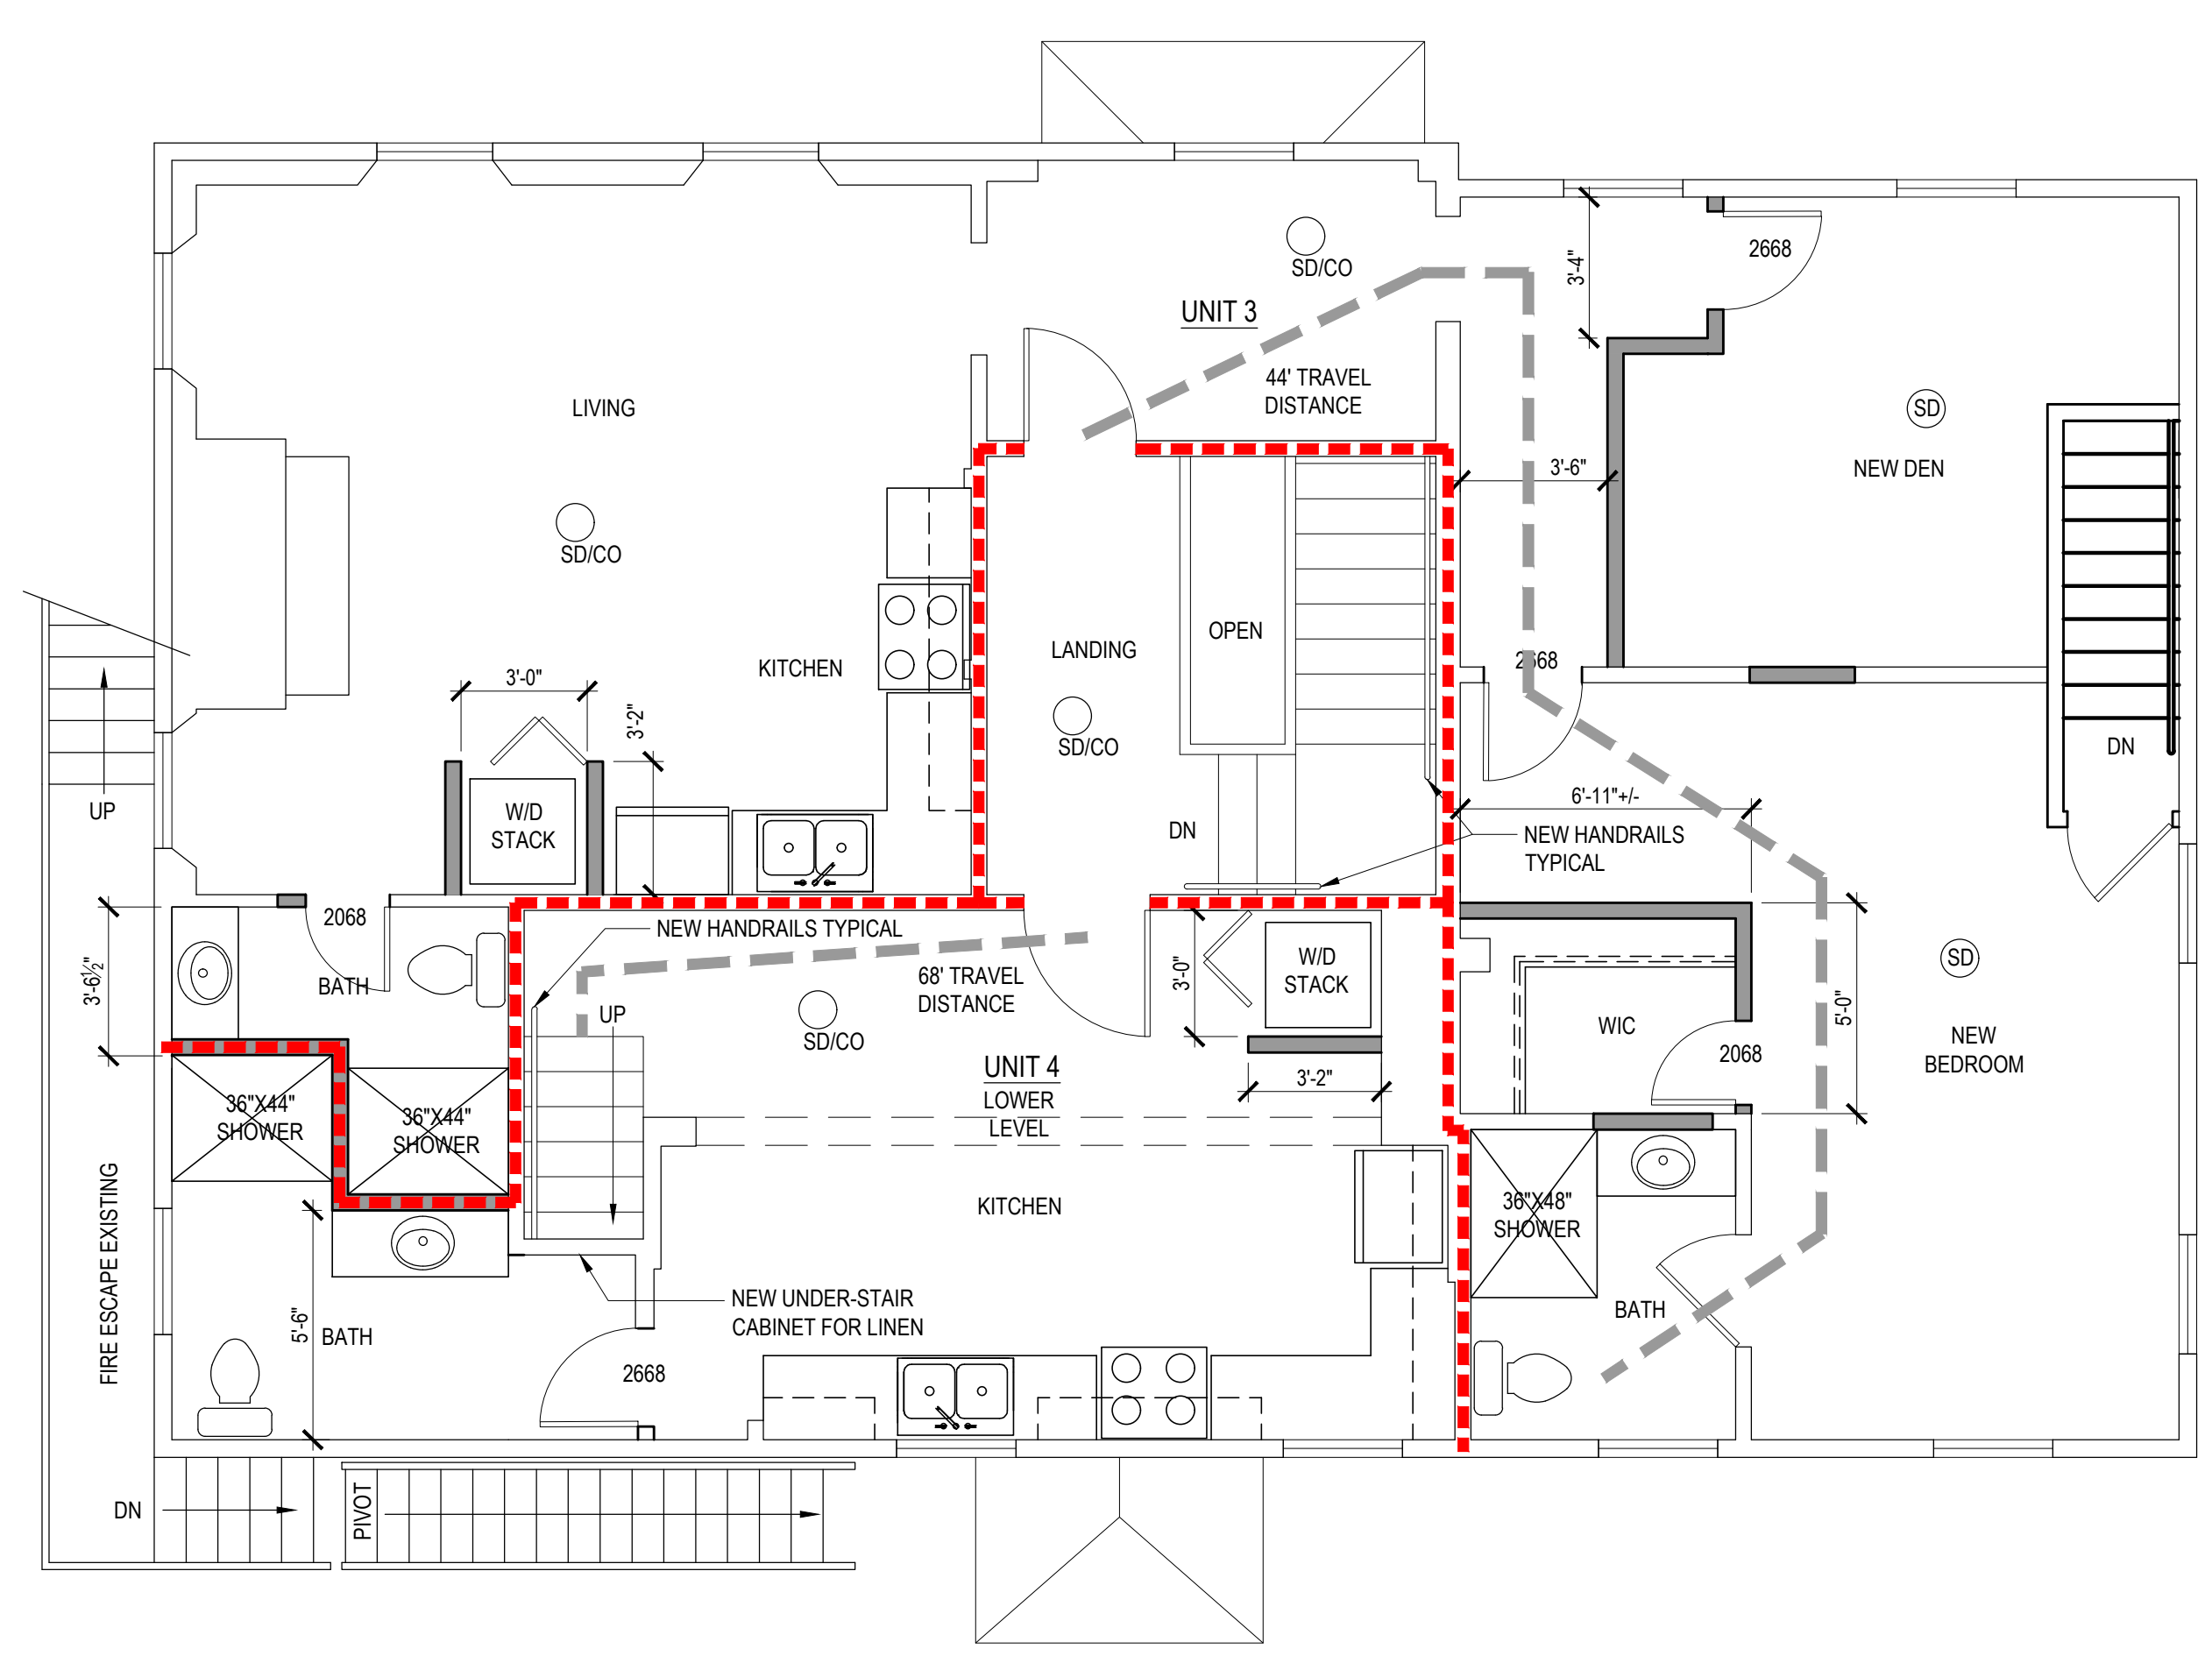 2668
3'-4"
SD/CO
UNIT 3
44' TRAVEL
DISTANCE
LIVING
SD
3'-6"
NEW DEN
SD/CO
OPEN
LANDING
KITCHEN
2668
3'-0"
3'-2"
SD/CO
DN
UP
W/D
STACK
6'-11"+/-
DN
NEW HANDRAILS
TYPICAL
2068
NEW HANDRAILS TYPICAL
3'-6½"
BATH
68' TRAVEL
DISTANCE
3'-0"
W/D
STACK
SD
UP
SD/CO
WIC
5'-0"
2068
NEW
BEDROOM
UNIT 4
LOWER
LEVEL
3'-2"
36"X44"
SHOWER
36"X44"
SHOWER
FIRE ESCAPE EXISTING
KITCHEN
36"X48"
SHOWER
NEW UNDER-STAIR
CABINET FOR LINEN
5'-6"
BATH
BATH
2668
DN
PIVOT